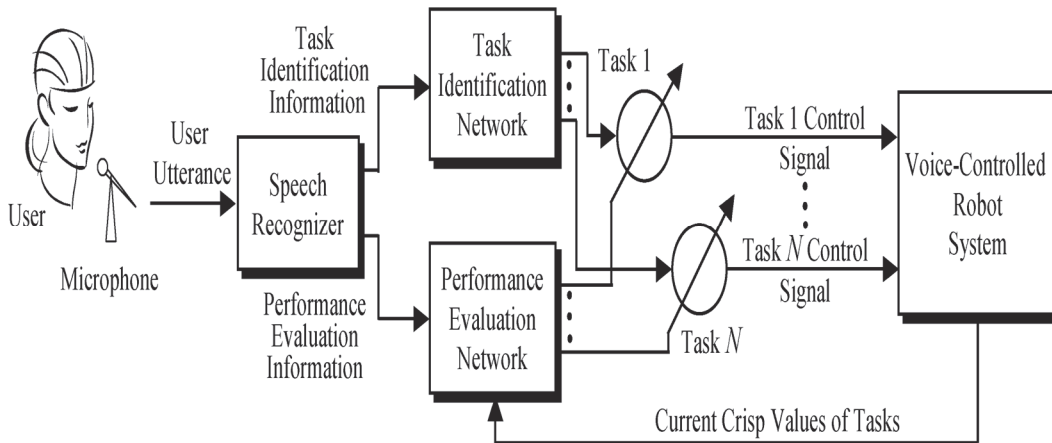 User
Microphone
User
Utterance
Speech
Recognizer
Task
Identification
Information
Performance
Evaluation
Information
Task
Identification
Network
Performance
Evaluation
Network
Task 1
Task N
Task 1 Control
Signal
Task N Control
Signal
Voice-Controlled
Robot
System
Current Crisp Values of Tasks